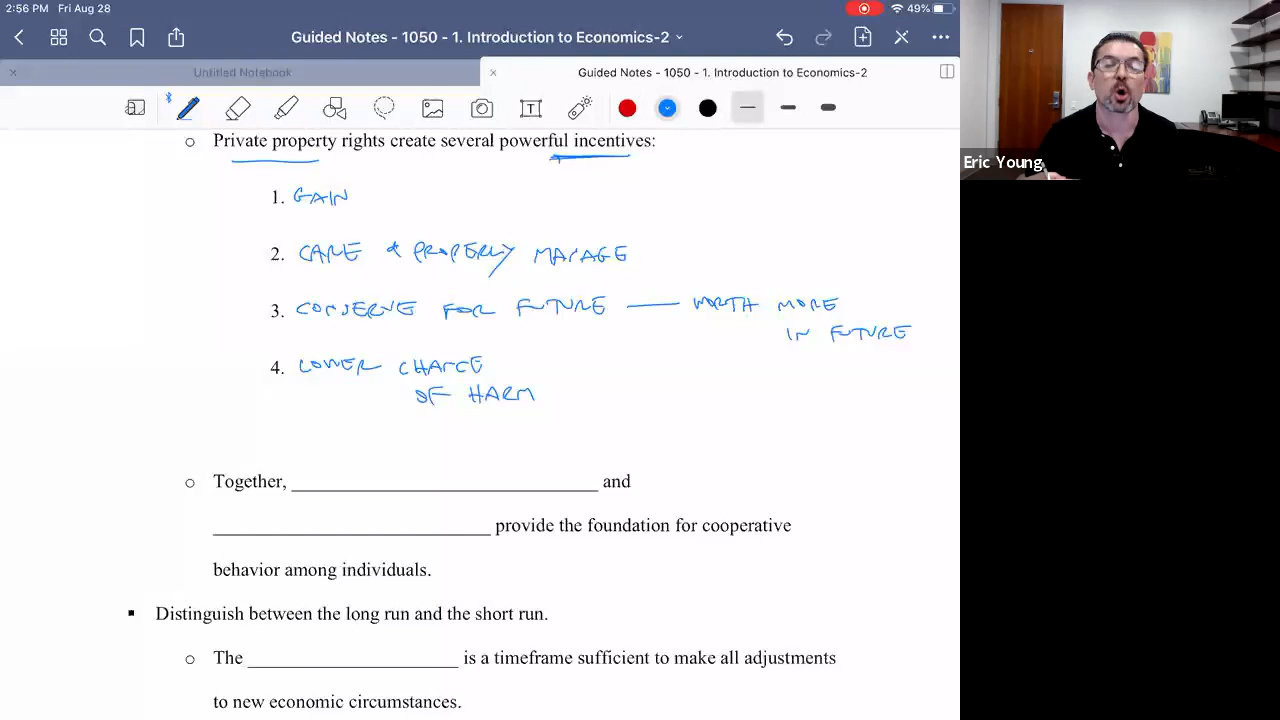 2:56 PM Fri Aug 28
49%
Guided Notes - 1050 - 1. Introduction to Economics-2
Untitled Notebook
Guided Notes - 1050 - 1. Introduction to Economics-2
Private property rights create several powerful incentives:
1. GAIN
2. CARE & PROPERLY MANAGE
3. CONSERVE FOR FUTURE — WORTH MORE
IN FUTURE
4. LOWER CHANCE
OF HARM
Together, ______________________________ and
___________________________ provide the foundation for cooperative
behavior among individuals.
Distinguish between the long run and the short run.
The ____________________ is a timeframe sufficient to make all adjustments
to new economic circumstances.
Eric Young